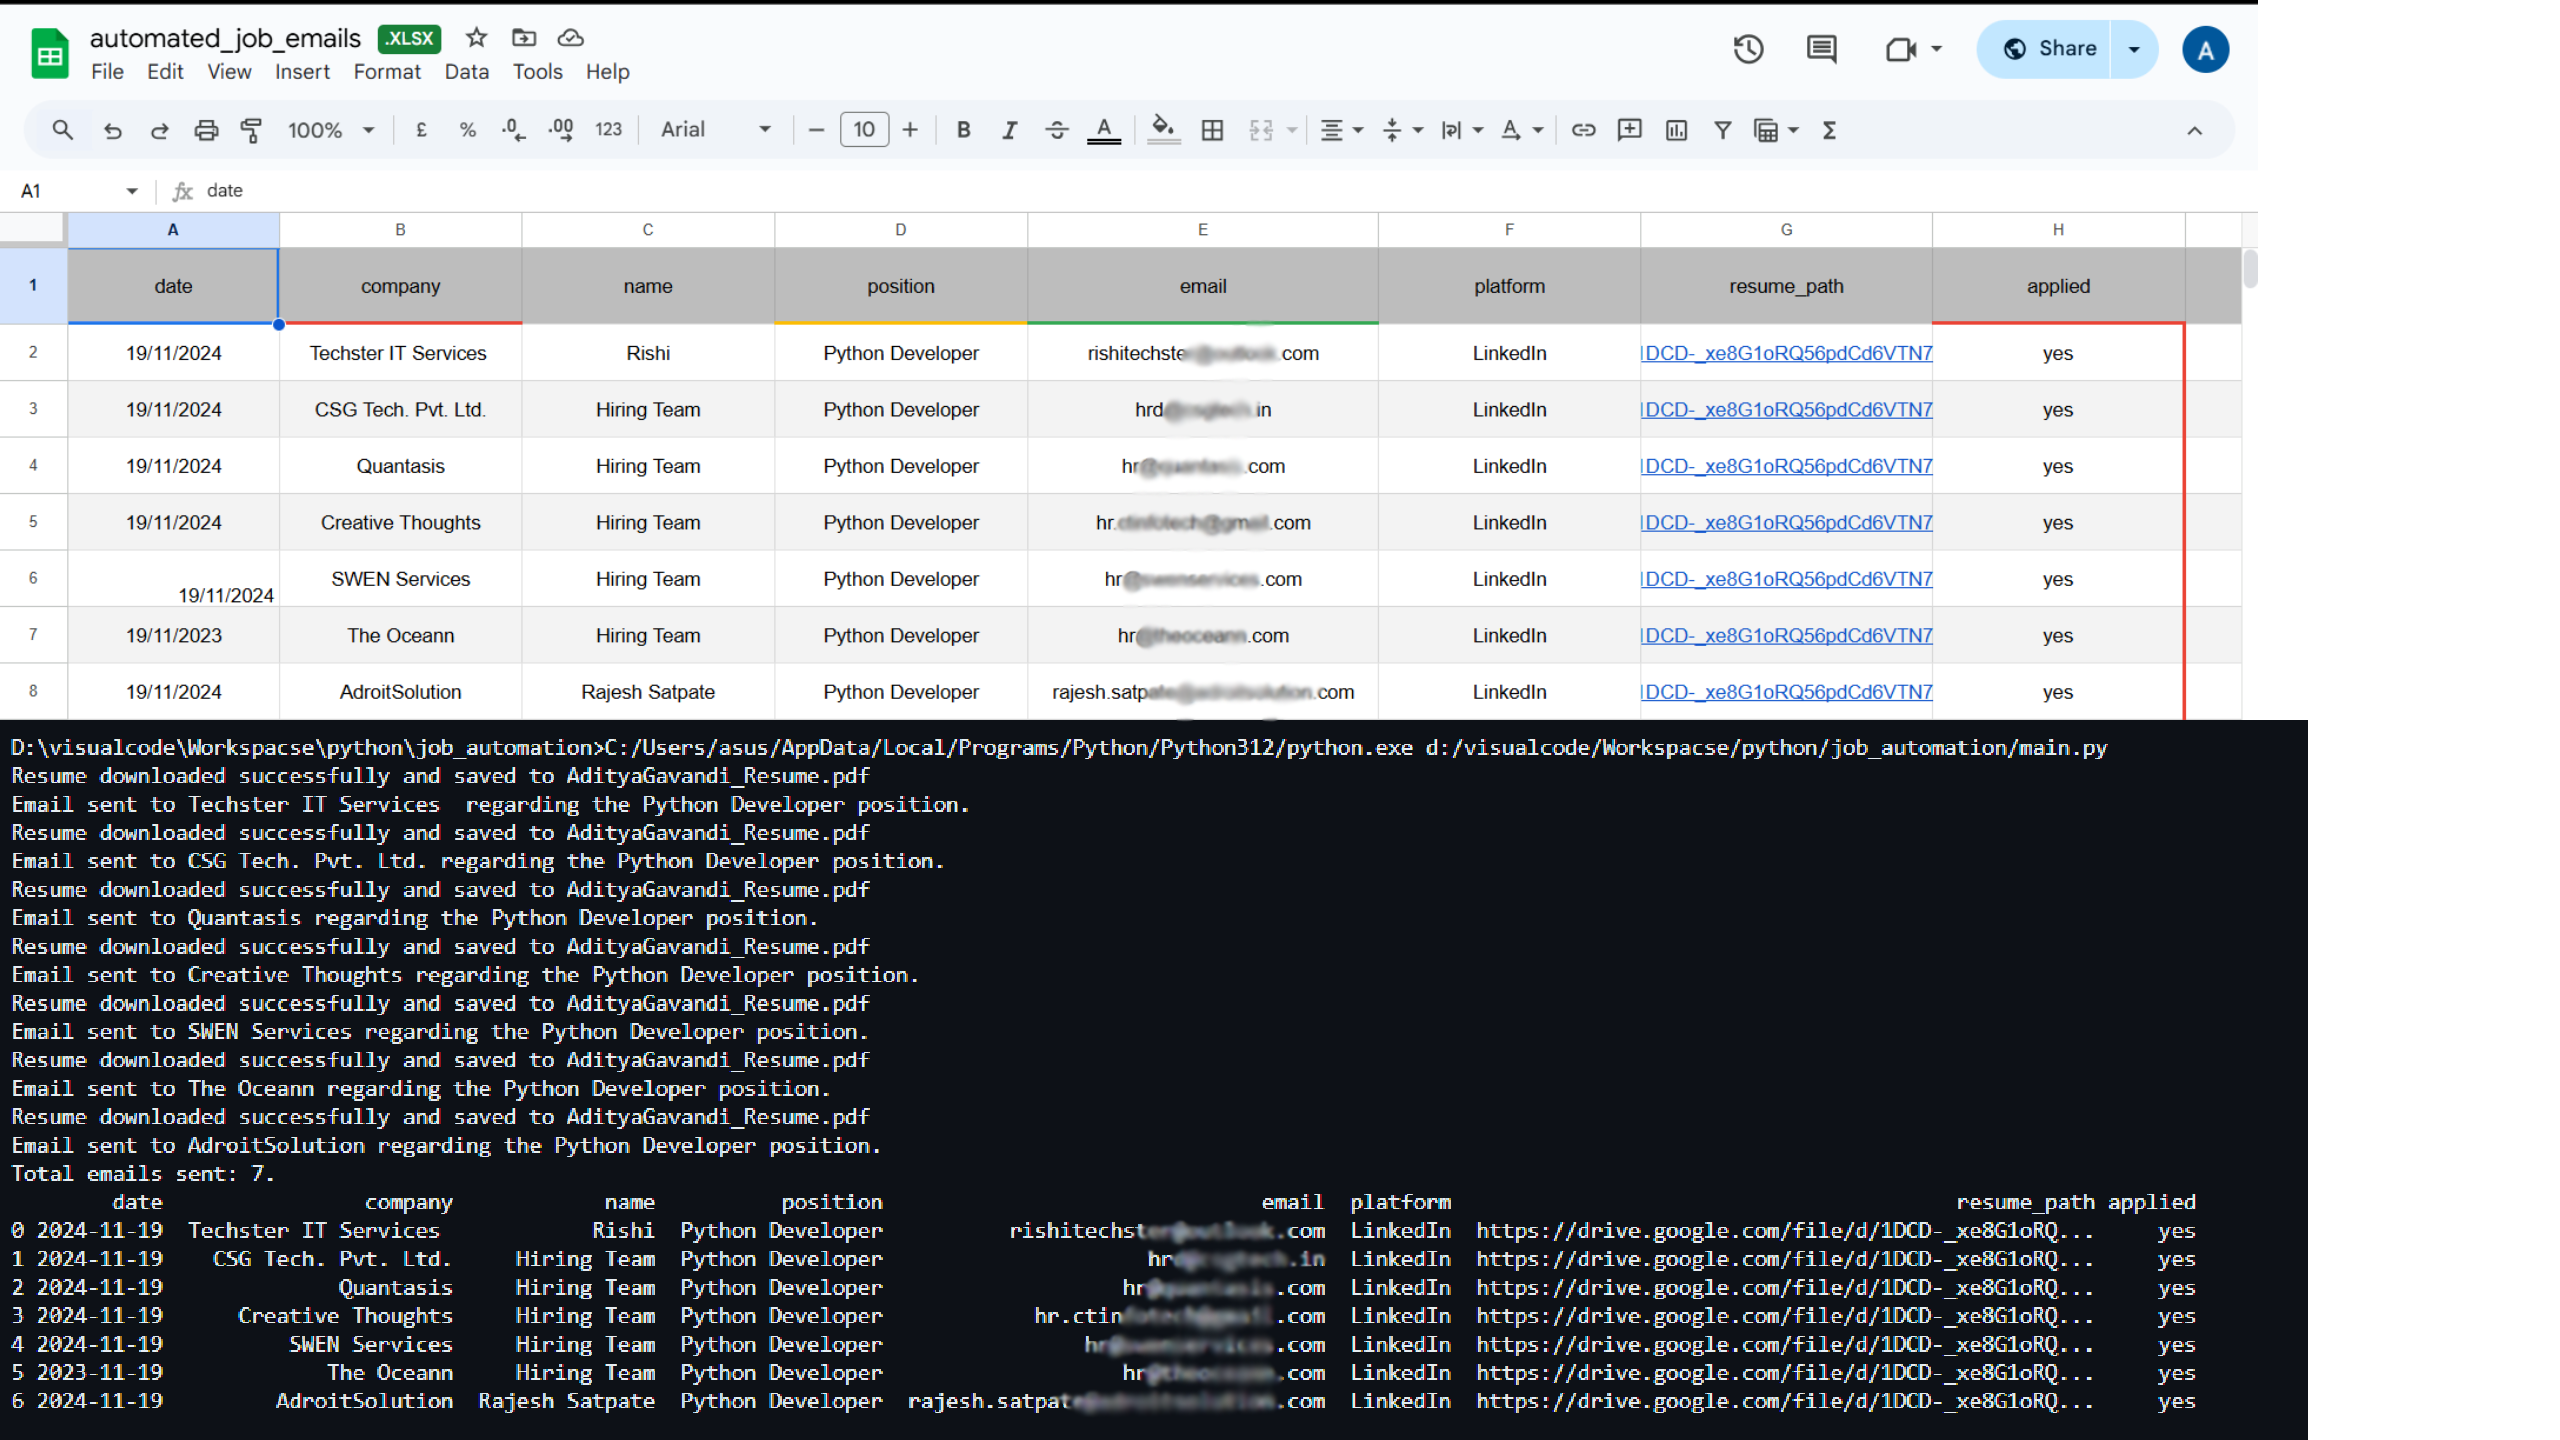 automated_job_emails .XLSX
File Edit View Insert Format Data Tools Help
Share
A
100% £ % .0 .00 123 Arial 10 B I A A Σ
A1 fx date
A B C D E F G H
1 date company name position email platform resume_path applied
2 19/11/2024 Techster IT Services Rishi Python Developer rishitechste .com LinkedIn 1DCD-_xe8G1oRQ56pdCd6VTN7 yes
3 19/11/2024 CSG Tech. Pvt. Ltd. Hiring Team Python Developer hrd in LinkedIn 1DCD-_xe8G1oRQ56pdCd6VTN7 yes
4 19/11/2024 Quantasis Hiring Team Python Developer hr .com LinkedIn 1DCD-_xe8G1oRQ56pdCd6VTN7 yes
5 19/11/2024 Creative Thoughts Hiring Team Python Developer hr. .com LinkedIn 1DCD-_xe8G1oRQ56pdCd6VTN7 yes
6 19/11/2024 SWEN Services Hiring Team Python Developer hr .com LinkedIn 1DCD-_xe8G1oRQ56pdCd6VTN7 yes
7 19/11/2023 The Oceann Hiring Team Python Developer hr .com LinkedIn 1DCD-_xe8G1oRQ56pdCd6VTN7 yes
8 19/11/2024 AdroitSolution Rajesh Satpate Python Developer rajesh.satp .com LinkedIn 1DCD-_xe8G1oRQ56pdCd6VTN7 yes
D:\visualcode\Workspacse\python\job_automation>C:/Users/asus/AppData/Local/Programs/Python/Python312/python.exe d:/visualcode/Workspacse/python/job_automation/main.py
Resume downloaded successfully and saved to AdityaGavandi_Resume.pdf
Email sent to Techster IT Services  regarding the Python Developer position.
Resume downloaded successfully and saved to AdityaGavandi_Resume.pdf
Email sent to CSG Tech. Pvt. Ltd. regarding the Python Developer position.
Resume downloaded successfully and saved to AdityaGavandi_Resume.pdf
Email sent to Quantasis regarding the Python Developer position.
Resume downloaded successfully and saved to AdityaGavandi_Resume.pdf
Email sent to Creative Thoughts regarding the Python Developer position.
Resume downloaded successfully and saved to AdityaGavandi_Resume.pdf
Email sent to SWEN Services regarding the Python Developer position.
Resume downloaded successfully and saved to AdityaGavandi_Resume.pdf
Email sent to The Oceann regarding the Python Developer position.
Resume downloaded successfully and saved to AdityaGavandi_Resume.pdf
Email sent to AdroitSolution regarding the Python Developer position.
Total emails sent: 7.
date company name position email platform resume_path applied
0 2024-11-19 Techster IT Services Rishi Python Developer rishitechst .com LinkedIn https://drive.google.com/file/d/1DCD-_xe8G1oRQ... yes
1 2024-11-19 CSG Tech. Pvt. Ltd. Hiring Team Python Developer hr .in LinkedIn https://drive.google.com/file/d/1DCD-_xe8G1oRQ... yes
2 2024-11-19 Quantasis Hiring Team Python Developer hr .com LinkedIn https://drive.google.com/file/d/1DCD-_xe8G1oRQ... yes
3 2024-11-19 Creative Thoughts Hiring Team Python Developer hr.ctin .com LinkedIn https://drive.google.com/file/d/1DCD-_xe8G1oRQ... yes
4 2024-11-19 SWEN Services Hiring Team Python Developer hr .com LinkedIn https://drive.google.com/file/d/1DCD-_xe8G1oRQ... yes
5 2023-11-19 The Oceann Hiring Team Python Developer hr .com LinkedIn https://drive.google.com/file/d/1DCD-_xe8G1oRQ... yes
6 2024-11-19 AdroitSolution Rajesh Satpate Python Developer rajesh.satpat .com LinkedIn https://drive.google.com/file/d/1DCD-_xe8G1oRQ... yes